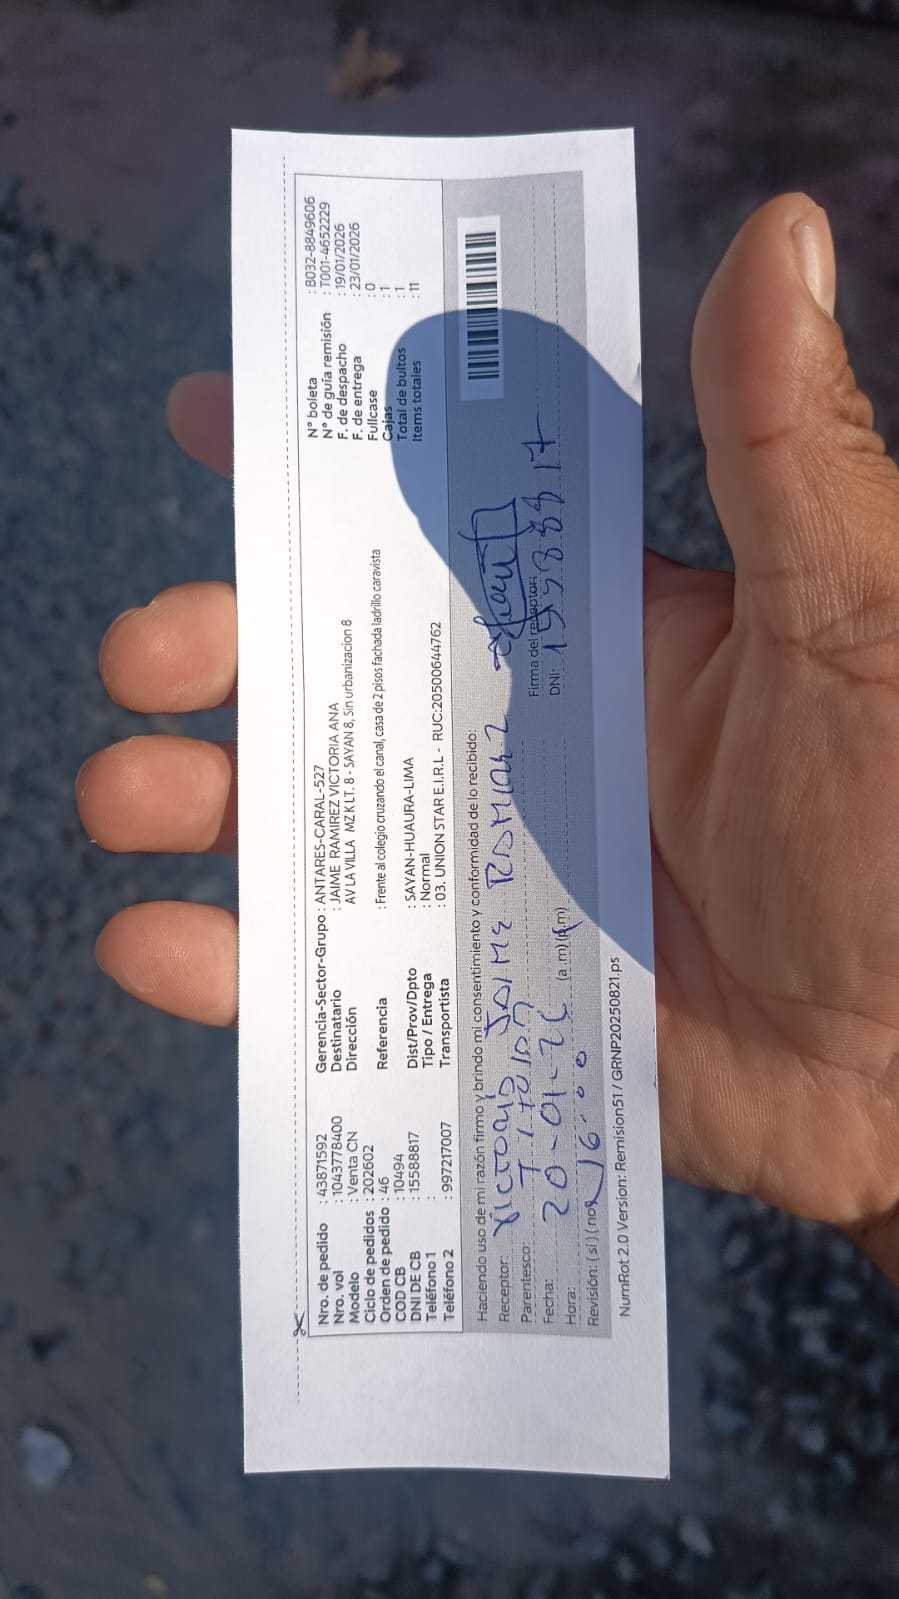 Nro. de pedido : 43871592
Nro. vol : 1043778400
Modelo : Venta CN
Ciclo de pedidos : 202602
Orden de pedido : 46
COD CB : 10494
DNI DE CB : 15588817
Teléfono 1 :
Teléfono 2 : 997217007
Gerencia-Sector-Grupo : ANTARES-CARAL-527
Destinatario : JAIME RAMIREZ VICTORIA ANA
Dirección AV LA VILLA MZ K LT. 8 - SAYAN 8, Sin urbanizacion 8
Referencia : Frente al colegio cruzando el canal, casa de 2 pisos fachada ladrillo caravista
Dist/Prov/Dpto : SAYAN-HUAURA-LIMA
Tipo / Entrega : Normal
Transportista : 03. UNION STAR E.I.R.L - RUC:20500644762
N° boleta : B032-8849606
N° de guía remisión : T001-4652229
F. de despacho : 19/01/2026
F. de entrega : 23/01/2026
Fullcase : 0
Cajas : 1
Total de bultos : 1
Items totales : 11
Haciendo uso de mi razón firmo y brindo mi consentimiento y conformidad de lo recibido:
Receptor: Victoria Jaime
Parentesco: Titular
Fecha: 20-01-26
Hora: 16:00 (a .m) (p.m)
Revisión: (si) (no)
Firma del receptor:
DNI: 15588817
NumRot 2.0 Version: Remision51 / GRNP20250821.ps